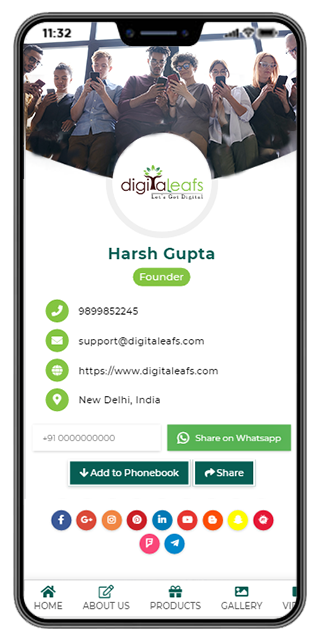 11:32
digitaleafs
Let's Get Digital
Harsh Gupta
Founder
9899852245
support@digitaleafs.com
https://www.digitaleafs.com
New Delhi, India
+91 0000000000
Share on Whatsapp
Add to Phonebook
Share
HOME
ABOUT US
PRODUCTS
GALLERY